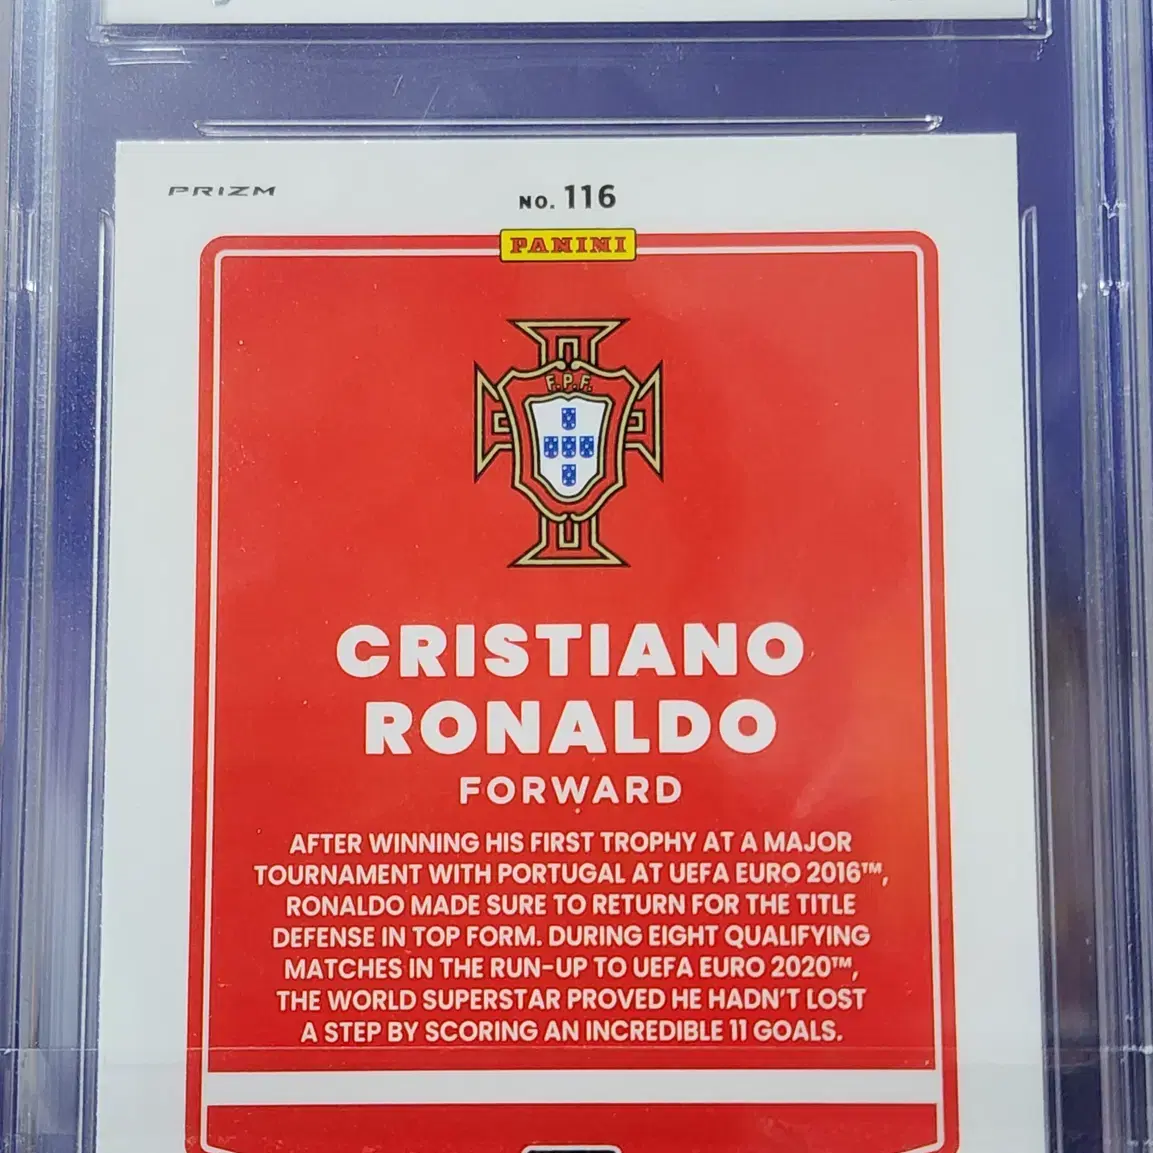 PRIZM
NO. 116
PANINI
F.P.F.
CRISTIANO
RONALDO
FORWARD
AFTER WINNING HIS FIRST TROPHY AT A MAJOR
TOURNAMENT WITH PORTUGAL AT UEFA EURO 2016™,
RONALDO MADE SURE TO RETURN FOR THE TITLE
DEFENSE IN TOP FORM. DURING EIGHT QUALIFYING
MATCHES IN THE RUN-UP TO UEFA EURO 2020™,
THE WORLD SUPERSTAR PROVED HE HADN'T LOST
A STEP BY SCORING AN INCREDIBLE 11 GOALS.